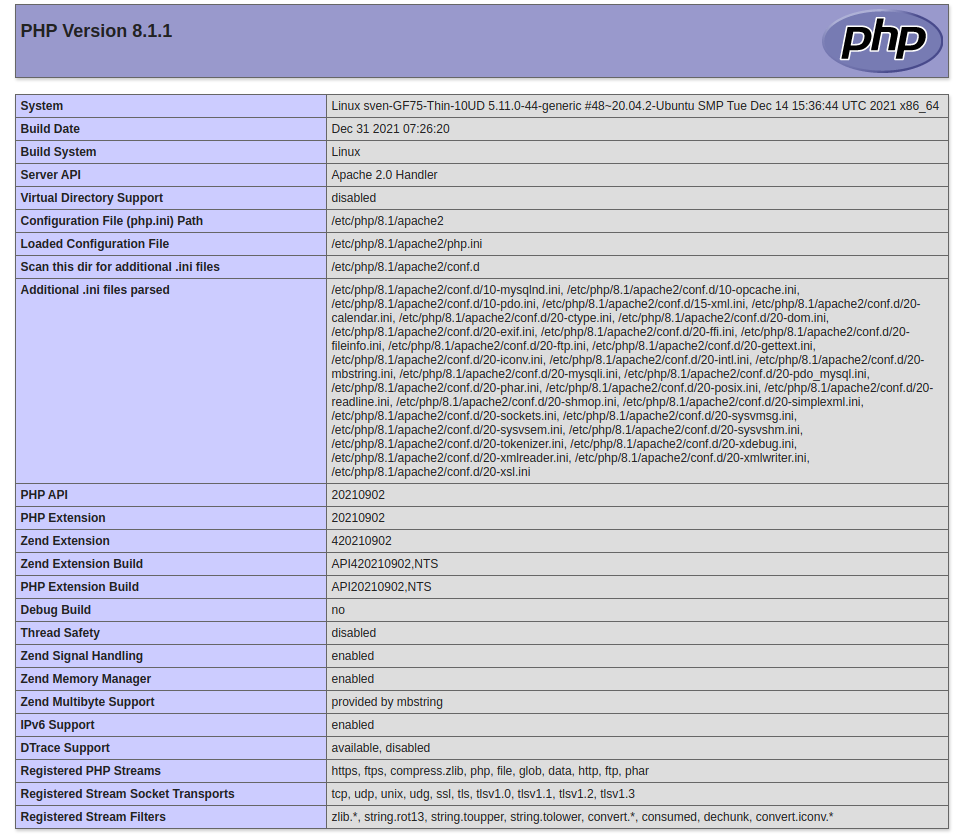 PHP Version 8.1.1
php
System Linux sven-GF75-Thin-10UD 5.11.0-44-generic #48~20.04.2-Ubuntu SMP Tue Dec 14 15:36:44 UTC 2021 x86_64
Build Date Dec 31 2021 07:26:20
Build System Linux
Server API Apache 2.0 Handler
Virtual Directory Support disabled
Configuration File (php.ini) Path /etc/php/8.1/apache2
Loaded Configuration File /etc/php/8.1/apache2/php.ini
Scan this dir for additional .ini files /etc/php/8.1/apache2/conf.d
Additional .ini files parsed /etc/php/8.1/apache2/conf.d/10-mysqlnd.ini, /etc/php/8.1/apache2/conf.d/10-opcache.ini,
/etc/php/8.1/apache2/conf.d/10-pdo.ini, /etc/php/8.1/apache2/conf.d/15-xml.ini, /etc/php/8.1/apache2/conf.d/20-
calendar.ini, /etc/php/8.1/apache2/conf.d/20-ctype.ini, /etc/php/8.1/apache2/conf.d/20-dom.ini,
/etc/php/8.1/apache2/conf.d/20-exif.ini, /etc/php/8.1/apache2/conf.d/20-ffi.ini, /etc/php/8.1/apache2/conf.d/20-
fileinfo.ini, /etc/php/8.1/apache2/conf.d/20-ftp.ini, /etc/php/8.1/apache2/conf.d/20-gettext.ini,
/etc/php/8.1/apache2/conf.d/20-iconv.ini, /etc/php/8.1/apache2/conf.d/20-intl.ini, /etc/php/8.1/apache2/conf.d/20-
mbstring.ini, /etc/php/8.1/apache2/conf.d/20-mysqli.ini, /etc/php/8.1/apache2/conf.d/20-pdo_mysql.ini,
/etc/php/8.1/apache2/conf.d/20-phar.ini, /etc/php/8.1/apache2/conf.d/20-posix.ini, /etc/php/8.1/apache2/conf.d/20-
readline.ini, /etc/php/8.1/apache2/conf.d/20-shmop.ini, /etc/php/8.1/apache2/conf.d/20-simplexml.ini,
/etc/php/8.1/apache2/conf.d/20-sockets.ini, /etc/php/8.1/apache2/conf.d/20-sysvmsg.ini,
/etc/php/8.1/apache2/conf.d/20-sysvsem.ini, /etc/php/8.1/apache2/conf.d/20-sysvshm.ini,
/etc/php/8.1/apache2/conf.d/20-tokenizer.ini, /etc/php/8.1/apache2/conf.d/20-xdebug.ini,
/etc/php/8.1/apache2/conf.d/20-xmlreader.ini, /etc/php/8.1/apache2/conf.d/20-xmlwriter.ini,
/etc/php/8.1/apache2/conf.d/20-xsl.ini
PHP API 20210902
PHP Extension 20210902
Zend Extension 420210902
Zend Extension Build API420210902,NTS
PHP Extension Build API20210902,NTS
Debug Build no
Thread Safety disabled
Zend Signal Handling enabled
Zend Memory Manager enabled
Zend Multibyte Support provided by mbstring
IPv6 Support enabled
DTrace Support available, disabled
Registered PHP Streams https, ftps, compress.zlib, php, file, glob, data, http, ftp, phar
Registered Stream Socket Transports tcp, udp, unix, udg, ssl, tls, tlsv1.0, tlsv1.1, tlsv1.2, tlsv1.3
Registered Stream Filters zlib.*, string.rot13, string.toupper, string.tolower, convert.*, consumed, dechunk, convert.iconv.*